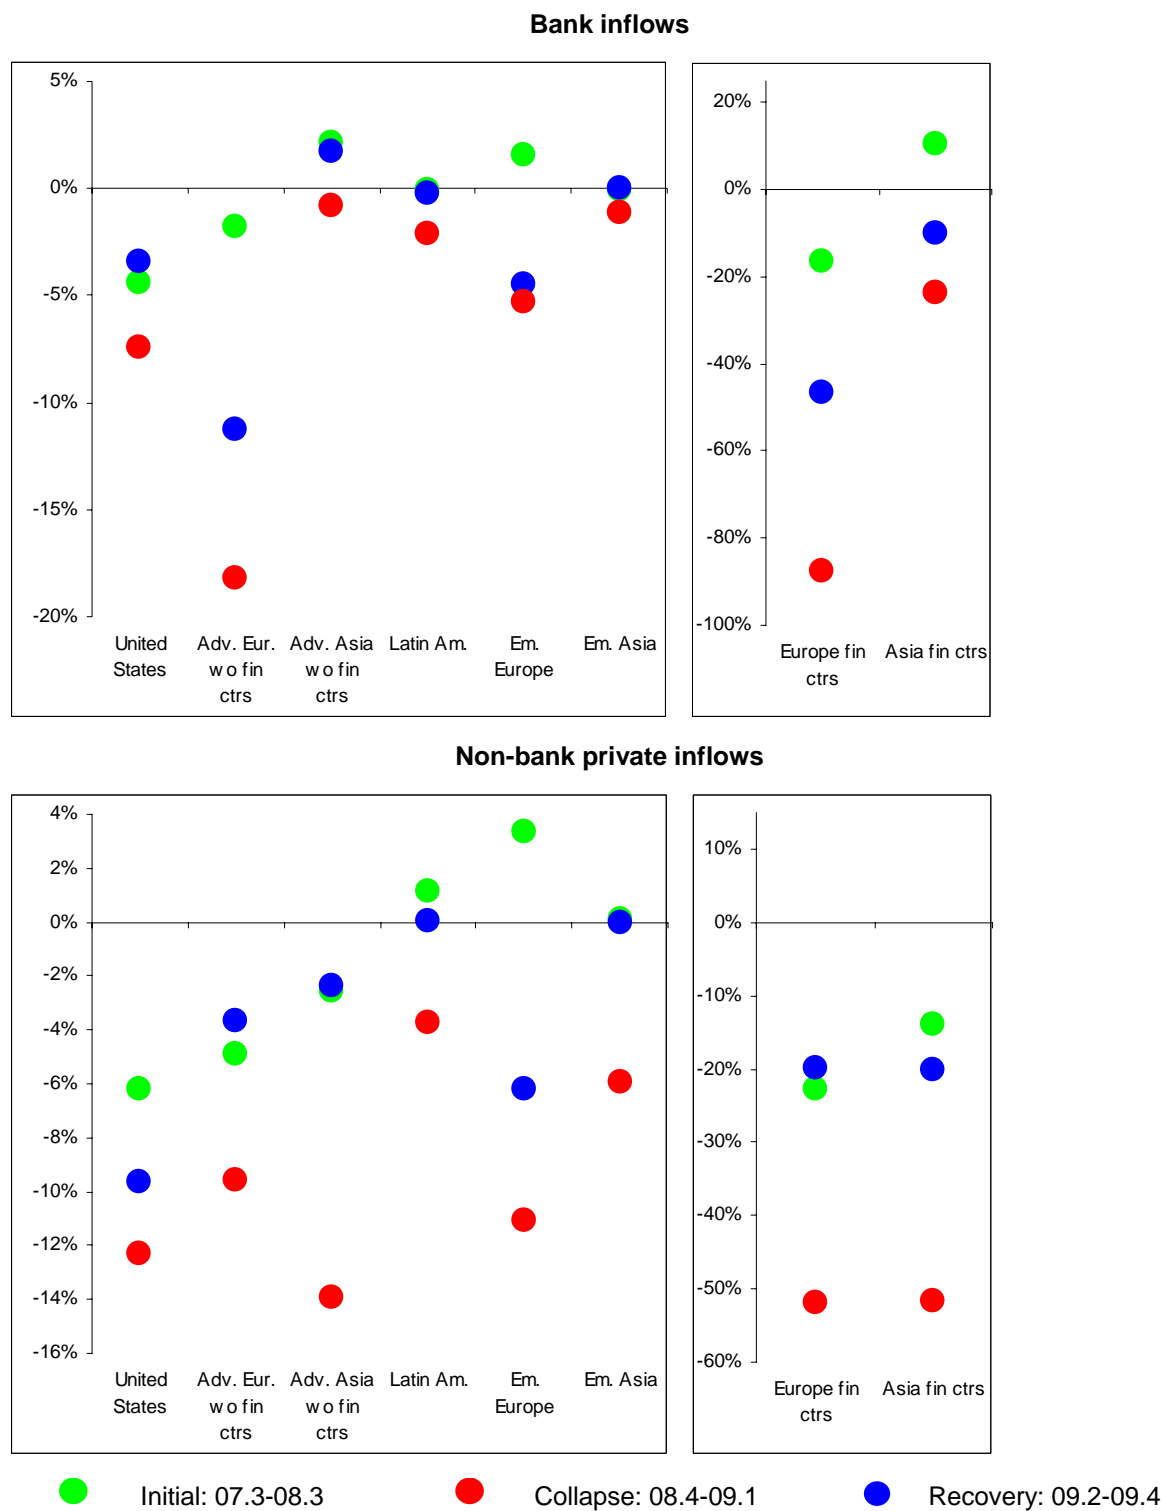 Bank inflows
5%
0%
-5%
-10%
-15%
-20%
United
States
Adv. Eur.
wo fin
ctrs
Adv. Asia
wo fin
ctrs
Latin Am.
Em.
Europe
Em. Asia
20%
0%
-20%
-40%
-60%
-80%
-100%
Europe fin
ctrs
Asia fin ctrs
Non-bank private inflows
4%
2%
0%
-2%
-4%
-6%
-8%
-10%
-12%
-14%
-16%
United
States
Adv. Eur.
wo fin
ctrs
Adv. Asia
wo fin
ctrs
Latin Am.
Em.
Europe
Em. Asia
10%
0%
-10%
-20%
-30%
-40%
-50%
-60%
Europe fin
ctrs
Asia fin ctrs
Initial: 07.3-08.3
Collapse: 08.4-09.1
Recovery: 09.2-09.4